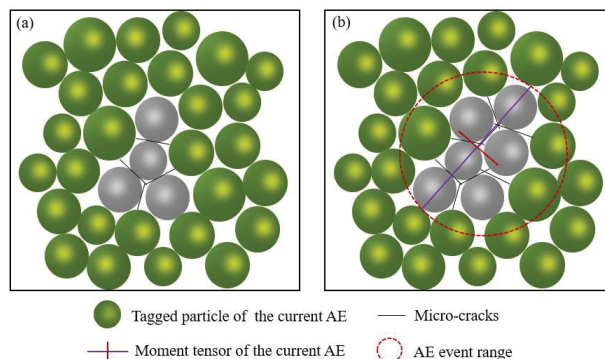 (a) (b)
Tagged particle of the current AE Micro-cracks
Moment tensor of the current AE AE event range